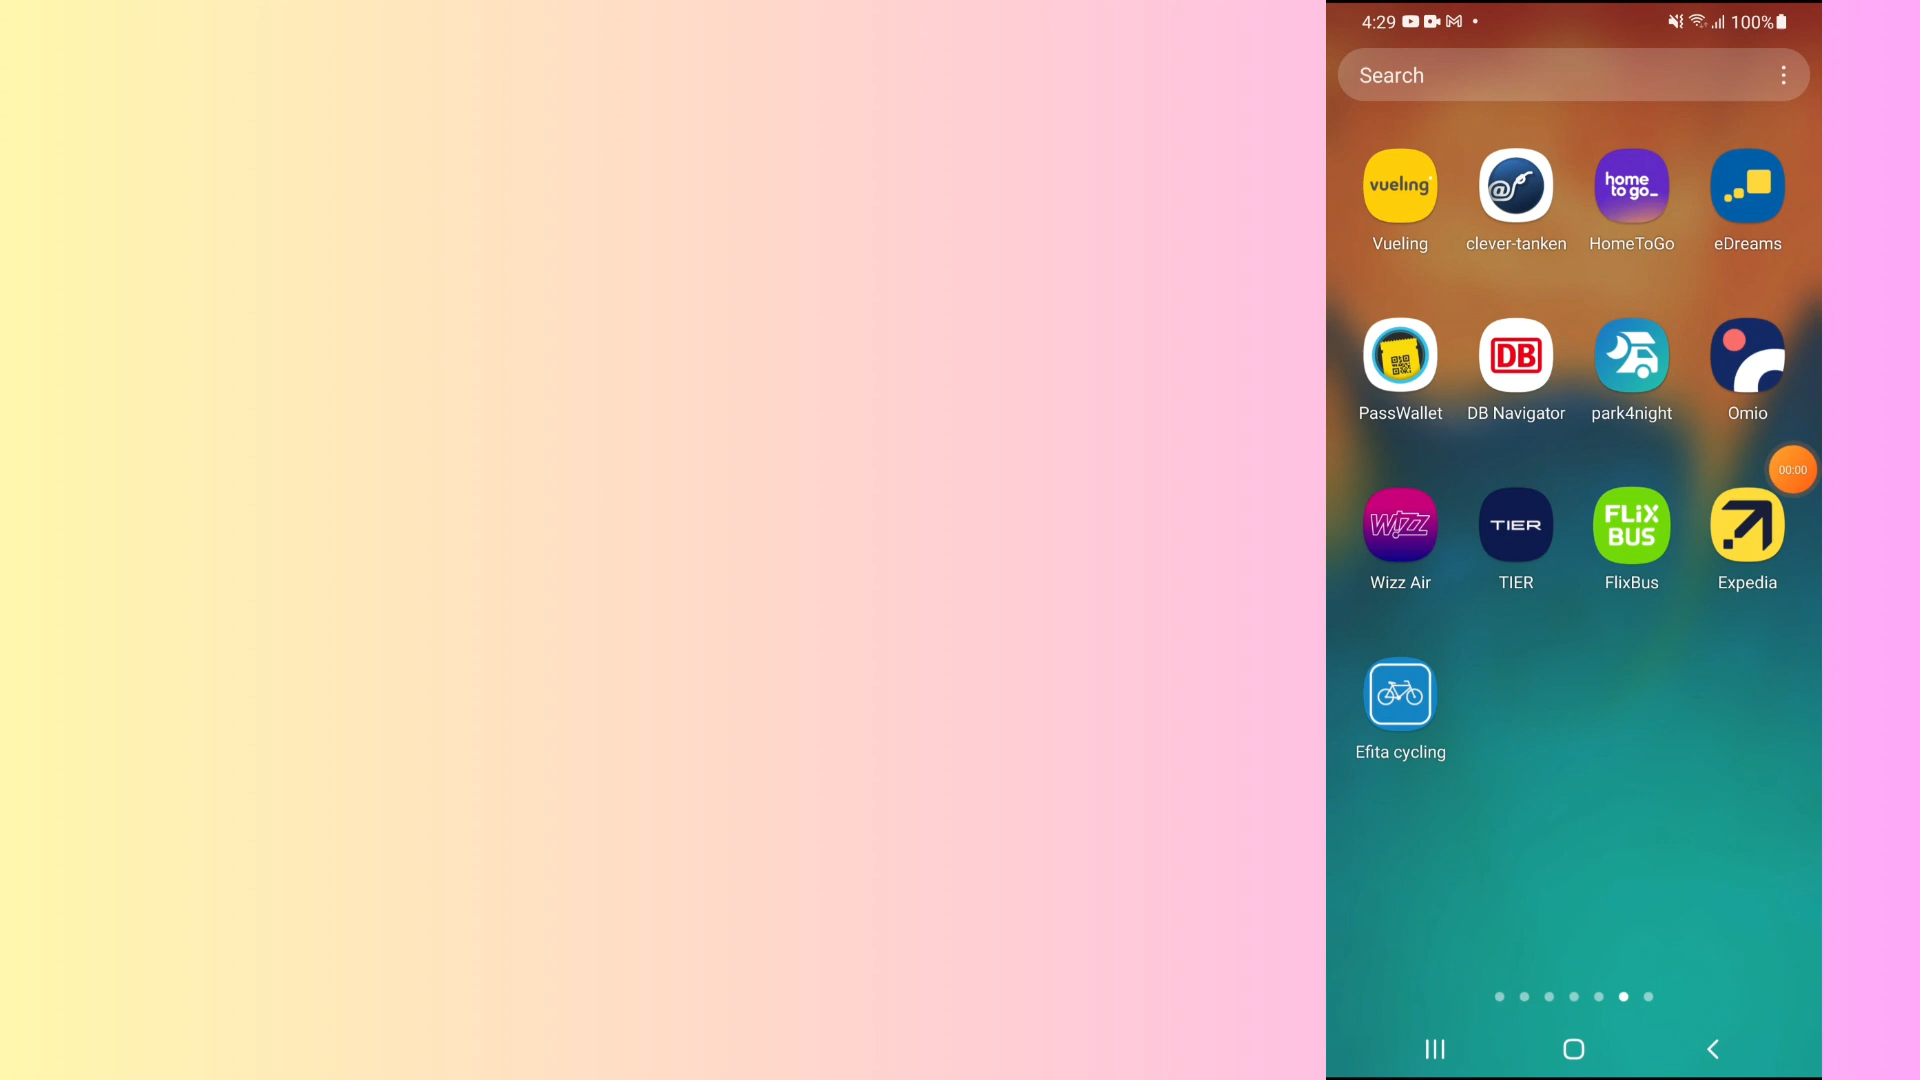 4:29
100%
Search
vueling
home
to go_
Vueling
clever-tanken
HomeToGo
eDreams
DB
PassWallet
DB Navigator
park4night
Omio
00:00
WIZZ
TIER
FLiX
BUS
Wizz Air
TIER
FlixBus
Expedia
Efita cycling